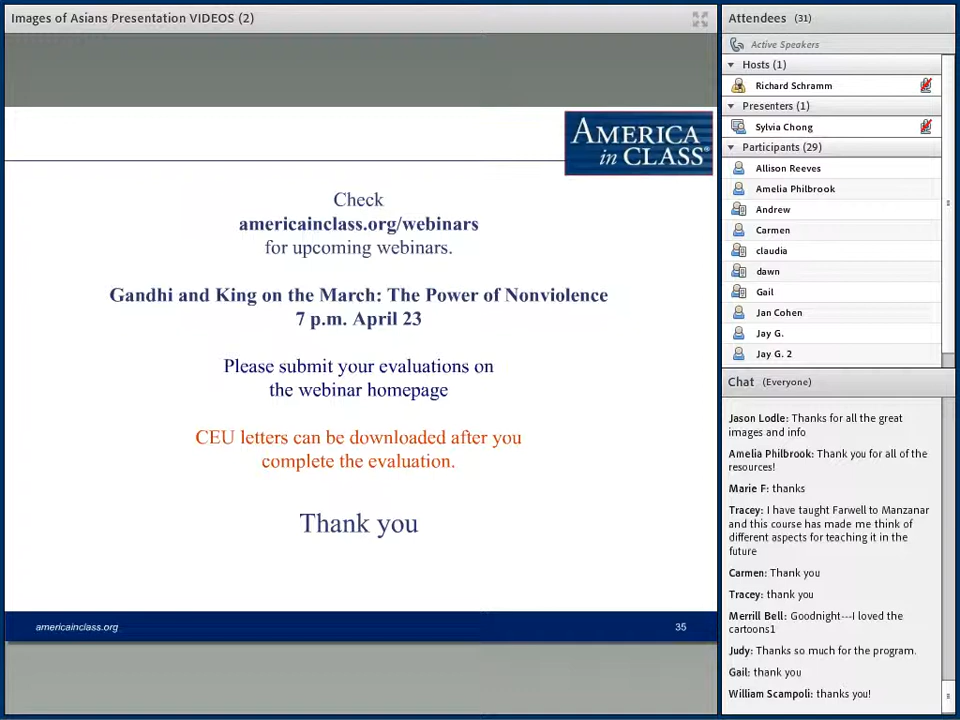 Images of Asians Presentation VIDEOS (2)
AMERICA
in CLASS®
Check
americainclass.org/webinars
for upcoming webinars.
Gandhi and King on the March: The Power of Nonviolence
7 p.m. April 23
Please submit your evaluations on
the webinar homepage
CEU letters can be downloaded after you
complete the evaluation.
Thank you
americainclass.org
35
Attendees (31)
Active Speakers
Hosts (1)
Richard Schramm
Presenters (1)
Sylvia Chong
Participants (29)
Allison Reeves
Amelia Philbrook
Andrew
Carmen
claudia
dawn
Gail
Jan Cohen
Jay G.
Jay G. 2
Chat (Everyone)
Jason Lodle: Thanks for all the great
images and info
Amelia Philbrook: Thank you for all of the
resources!
Marie F: thanks
Tracey: I have taught Farwell to Manzanar
and this course has made me think of
different aspects for teaching it in the
future
Carmen: Thank you
Tracey: thank you
Merrill Bell: Goodnight---I loved the
cartoons1
Judy: Thanks so much for the program.
Gail: thank you
William Scampoli: thanks you!